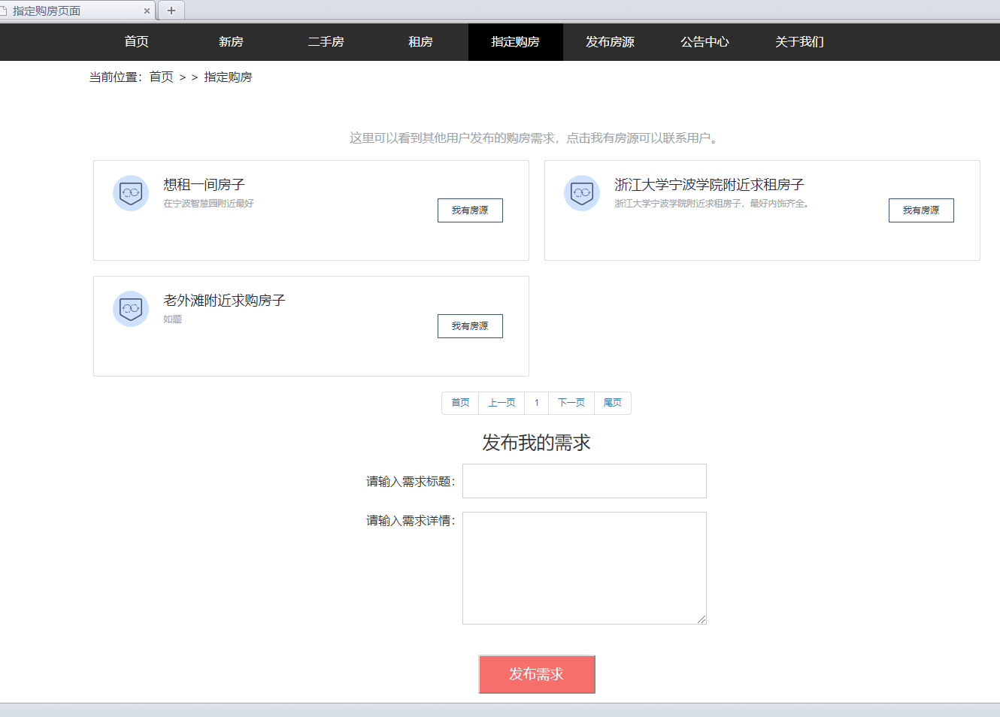 指定购房页面
首页 新房 二手房 租房 指定购房 发布房源 公告中心 关于我们
当前位置：首页 > > 指定购房
这里可以看到其他用户发布的购房需求，点击我有房源可以联系用户。
想租一间房子
在宁波智慧园附近最好
我有房源
浙江大学宁波学院附近求租房子
浙江大学宁波学院附近求租房子，最好内饰齐全。
我有房源
老外滩附近求购房子
如题
我有房源
首页 上一页 1 下一页 尾页
发布我的需求
请输入需求标题：
请输入需求详情：
发布需求